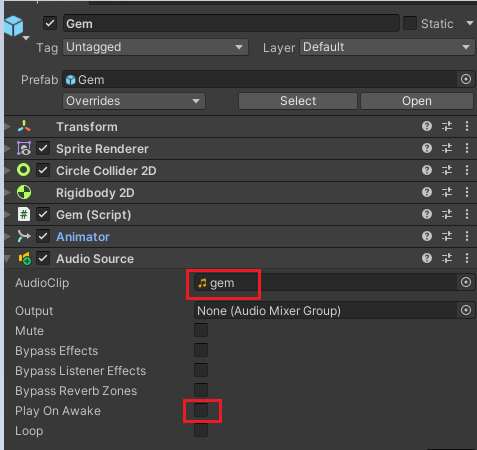 Gem Static
Tag Untagged Layer Default
Prefab Gem
Overrides Select Open
Transform
Sprite Renderer
Circle Collider 2D
Rigidbody 2D
Gem (Script)
Animator
Audio Source
AudioClip gem
Output None (Audio Mixer Group)
Mute
Bypass Effects
Bypass Listener Effects
Bypass Reverb Zones
Play On Awake
Loop